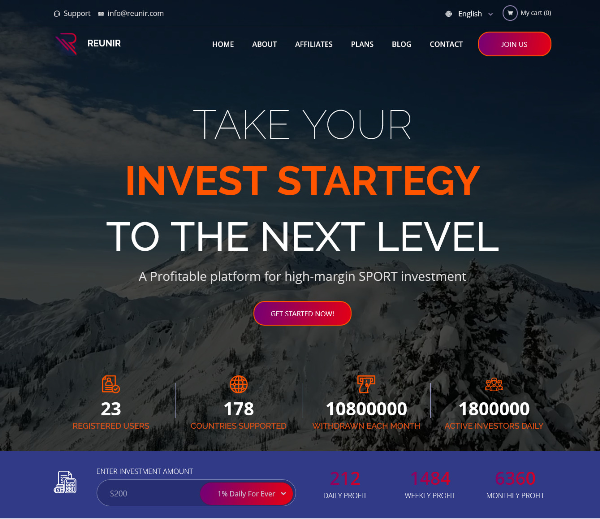 Support info@reunir.com English My cart (0)
REUNIR HOME ABOUT AFFILIATES PLANS BLOG CONTACT JOIN US
TAKE YOUR
INVEST STARTEGY
TO THE NEXT LEVEL
A Profitable platform for high-margin SPORT investment
GET STARTED NOW!
23 178 10800000 1800000
REGISTERED USERS COUNTRIES SUPPORTED WITHDRAWN EACH MONTH ACTIVE INVESTORS DAILY
ENTER INVESTMENT AMOUNT
$200 1% Daily For Ever
212 1484 6360
DAILY PROFIT WEEKLY PROFIT MONTHLY PROFIT